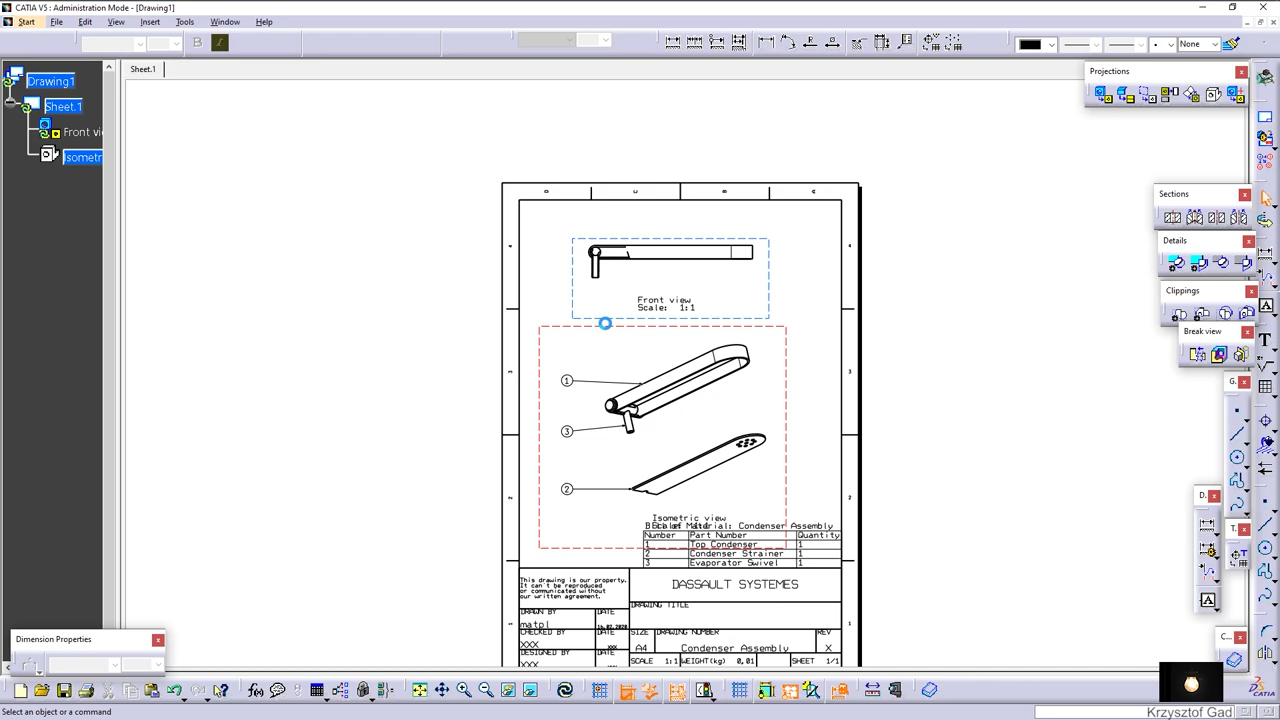 CATIA V5 : Administration Mode - [Drawing1]
Start File Edit View Insert Tools Window Help
None
Sheet.1
Drawing1
Sheet.1
Front vi
Isometr
Projections
Sections
Details
Clippings
Break view
G.
D.
T.
C...
Front view
Scale: 1:1
1
3
2
Isometric view
Bill of Material: Condenser Assembly
Number Part Number Quantity
1 Top Condenser 1
2 Condenser Strainer 1
3 Evaporator Swivel 1
This drawing is our property.
It can't be reproduced
or communicated without
our written agreement.
DASSAULT SYSTEMES
DRAWING TITLE
DRAWN BY DATE
matpl 16.02.2020
CHECKED BY DATE
XXX xxx
SIZE DRAWING NUMBER REV
A4 Condenser Assembly X
DESIGNED BY DATE
XXX
SCALE 1:1 WEIGHT(kg) 0,01 SHEET 1/1
Dimension Properties
Select an object or a command
Krzysztof Gad
CATIA